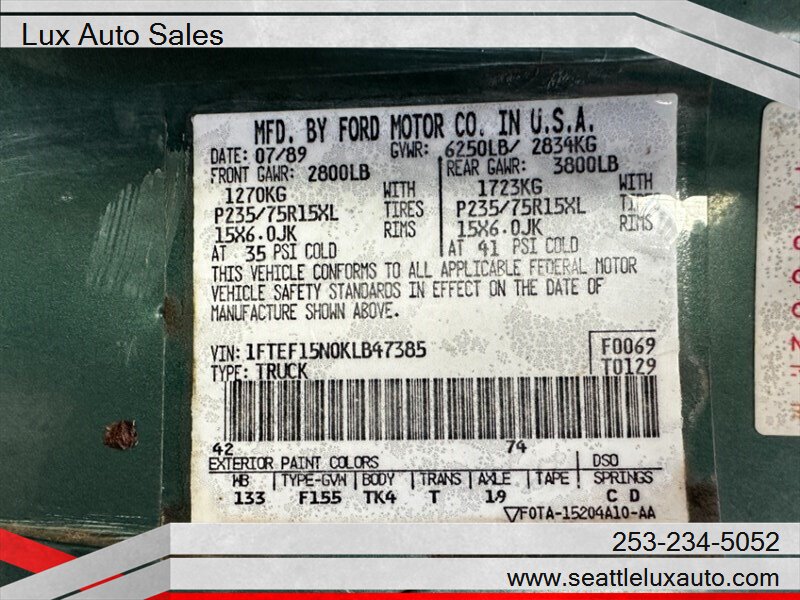 Lux Auto Sales
MFD. BY FORD MOTOR CO. IN U.S.A.
DATE: 07/89 GVWR: 6250LB/ 2834KG
FRONT GAWR: 2800LB REAR GAWR: 3800LB
1270KG WITH 1723KG WITH
P235/75R15XL TIRES P235/75R15XL TIRES
15X6.0JK RIMS 15X6.0JK RIMS
AT 35 PSI COLD AT 41 PSI COLD
THIS VEHICLE CONFORMS TO ALL APPLICABLE FEDERAL MOTOR
VEHICLE SAFETY STANDARDS IN EFFECT ON THE DATE OF
MANUFACTURE SHOWN ABOVE.
VIN: 1FTEF15N0KLB47385 F0069
TYPE: TRUCK T0129
42 74
EXTERIOR PAINT COLORS DSO
WB TYPE-GVW BODY TRANS AXLE TAPE SPRINGS
133 F155 TK4 T 19 C D
▽F0TA-15204A10-AA
253-234-5052
www.seattleluxauto.com